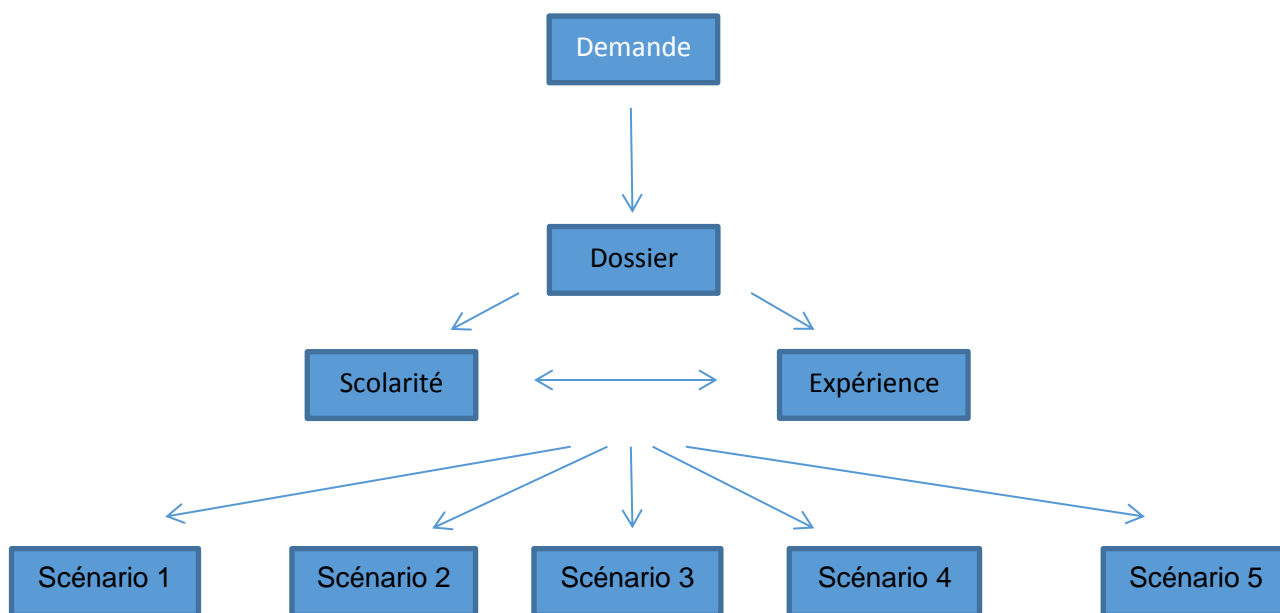 Demande
Dossier
Scolarité
Expérience
Scénario 1
Scénario 2
Scénario 3
Scénario 4
Scénario 5